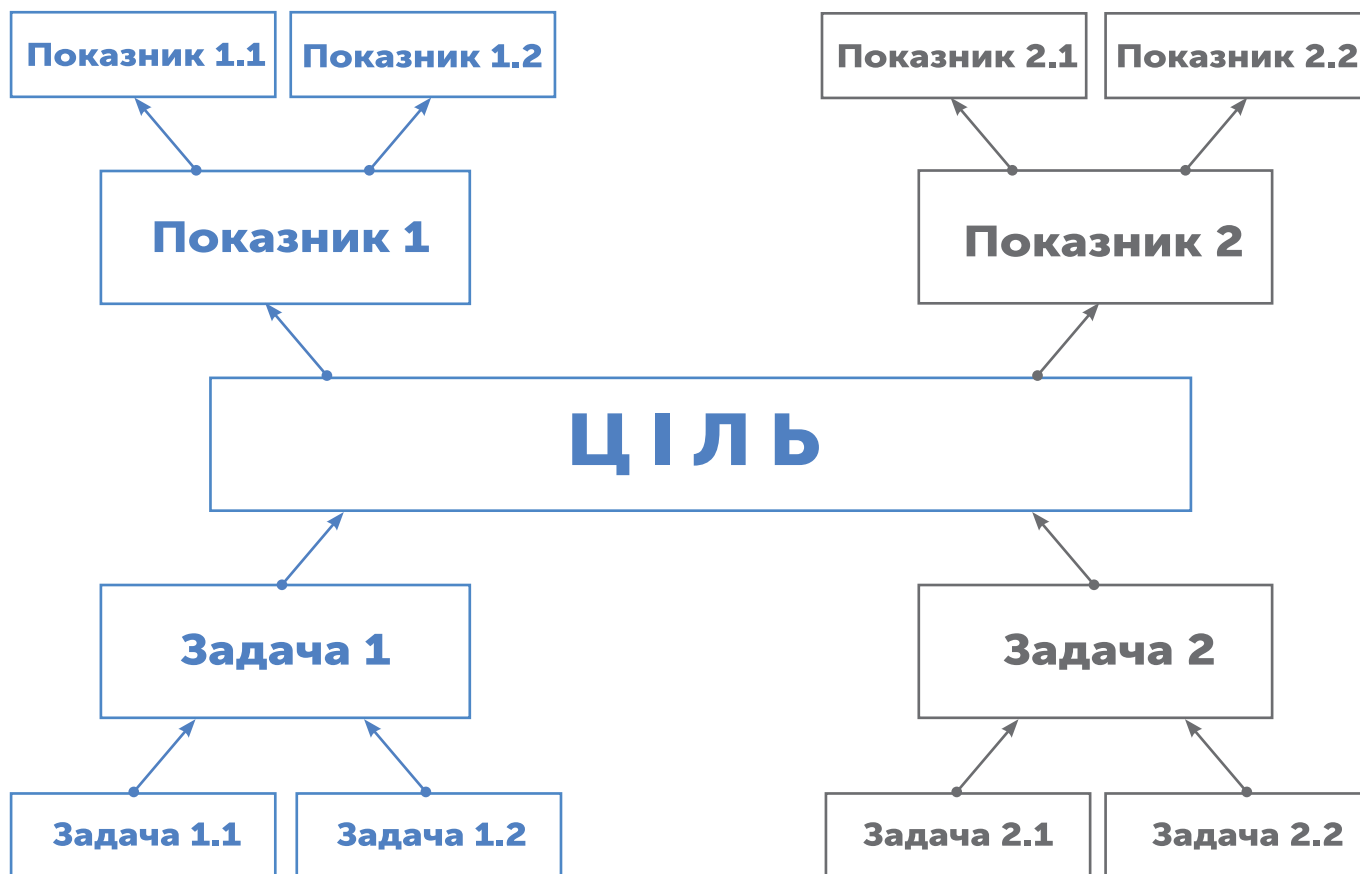 Показник 1.1
Показник 1.2
Показник 2.1
Показник 2.2
Показник 1
Показник 2
ЦІЛЬ
Задача 1
Задача 2
Задача 1.1
Задача 1.2
Задача 2.1
Задача 2.2